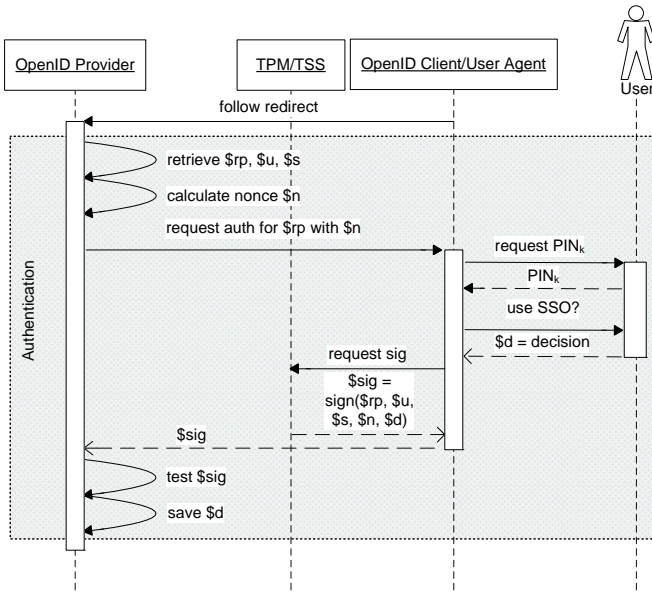 OpenID Provider
TPM/TSS
OpenID Client/User Agent
User
follow redirect
retrieve $rp, $u, $s
calculate nonce $n
request auth for $rp with $n
request PINₖ
PINₖ
use SSO?
$d = decision
Authentication
request sig
$sig =
sign($rp, $u,
$s, $n, $d)
$sig
test $sig
save $d